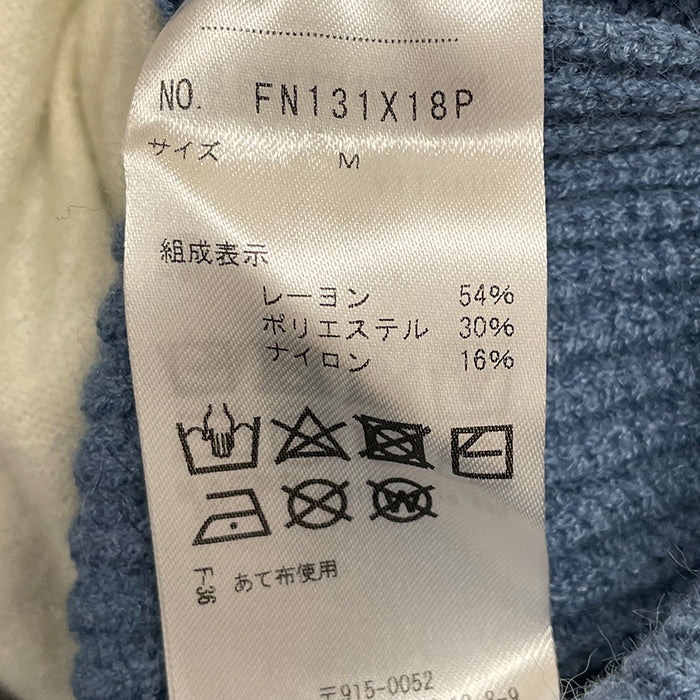 NO. FN131X18P
サイズ M
組成表示
レーヨン 54%
ポリエステル 30%
ナイロン 16%
W
F-36 あて布使用
〒915-0052